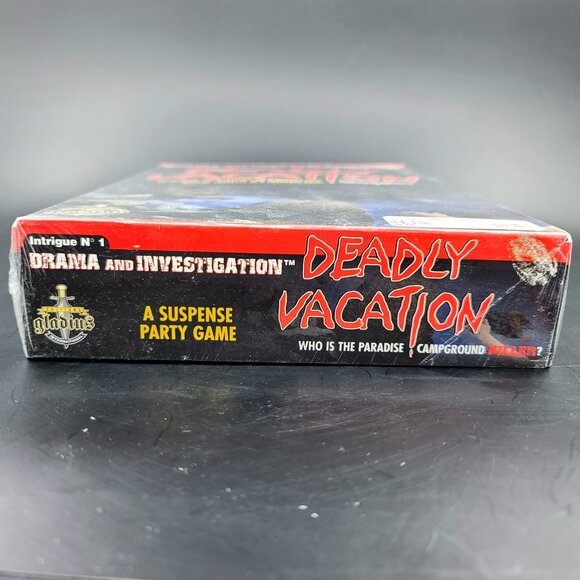 Intrigue N° 1
DRAMA AND INVESTIGATION™
DEADLY
VACATION
WHO IS THE PARADISE CAMPGROUND KILLER?
A SUSPENSE
PARTY GAME
gladius